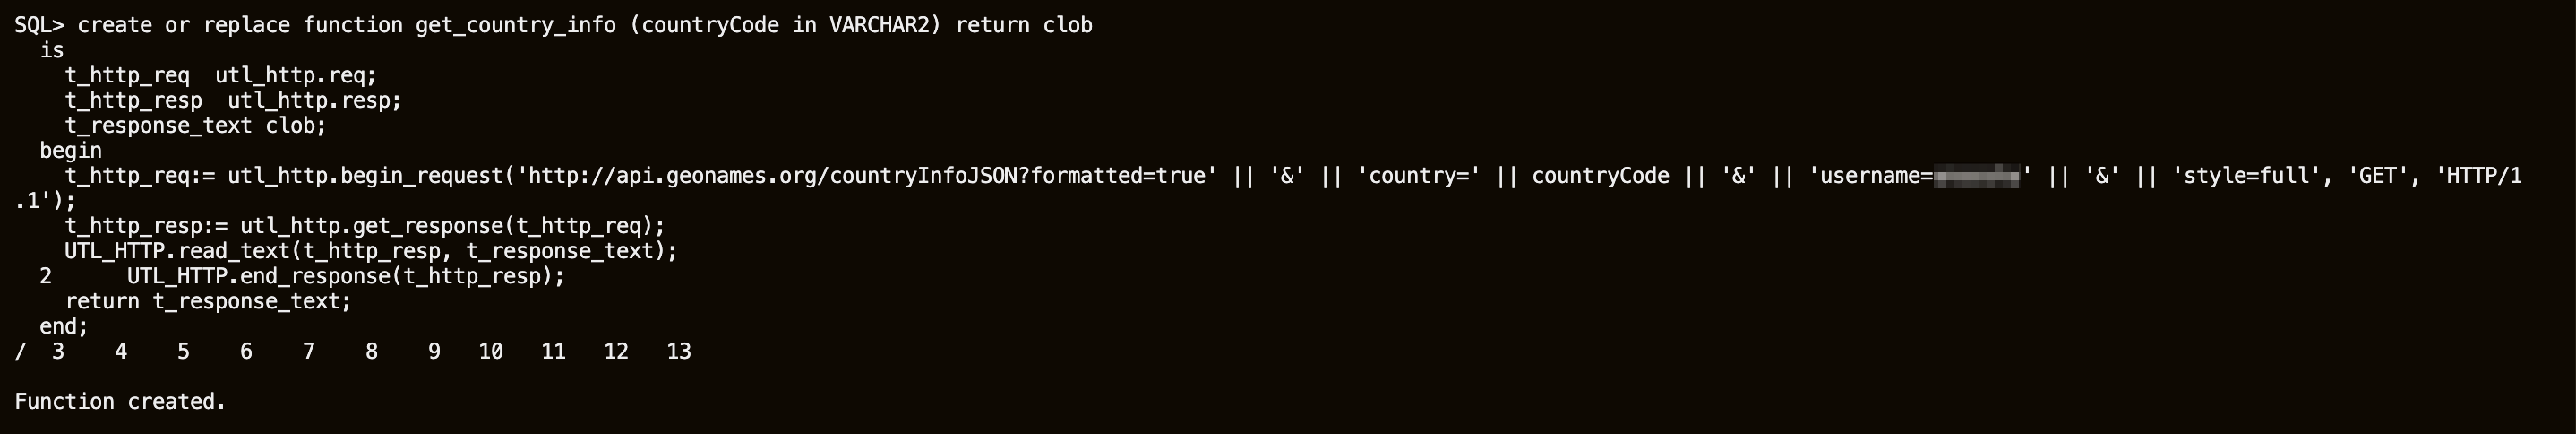 SQL> create or replace function get_country_info (countryCode in VARCHAR2) return clob
  is
    t_http_req  utl_http.req;
    t_http_resp  utl_http.resp;
    t_response_text clob;
  begin
    t_http_req:= utl_http.begin_request('http://api.geonames.org/countryInfoJSON?formatted=true' || '&' || 'country=' || countryCode || '&' || 'username=' || '&' || 'style=full', 'GET', 'HTTP/1
.1');
    t_http_resp:= utl_http.get_response(t_http_req);
    UTL_HTTP.read_text(t_http_resp, t_response_text);
  2      UTL_HTTP.end_response(t_http_resp);
    return t_response_text;
  end;
/  3    4    5    6    7    8    9   10   11   12   13
Function created.